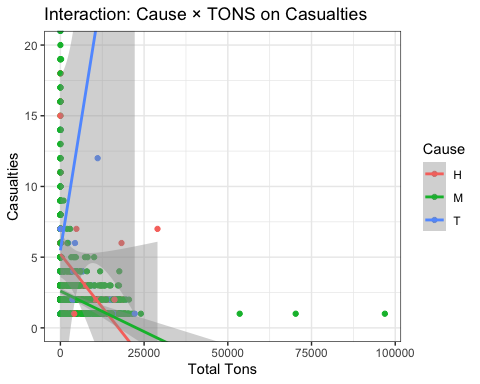 Interaction: Cause × TONS on Casualties
20
15
10
5
0
Casualties
0
25000
50000
75000
100000
Total Tons
Cause
H
M
T